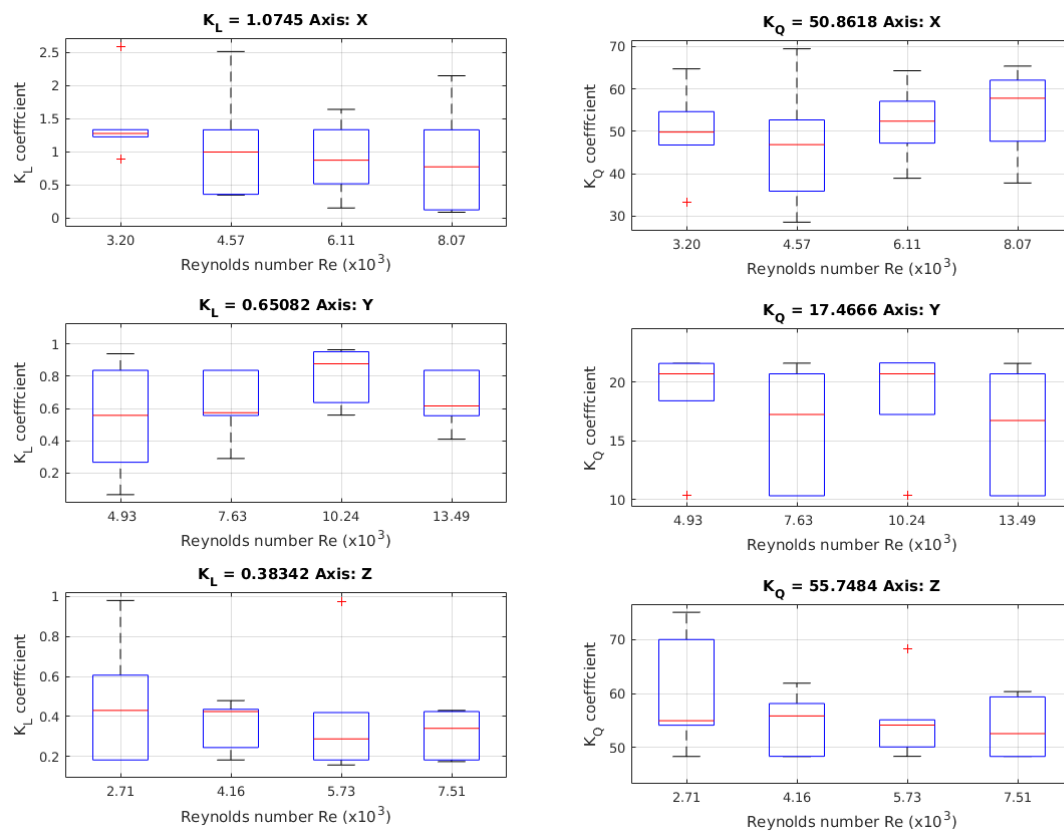 K_L = 1.0745 Axis: X
K_L coefffcient
2.5
2
1.5
1
0.5
0
3.20 4.57 6.11 8.07
Reynolds number Re (x10^3)
K_Q = 50.8618 Axis: X
K_Q coefffcient
70
60
50
40
30
3.20 4.57 6.11 8.07
Reynolds number Re (x10^3)
K_L = 0.65082 Axis: Y
K_L coefffcient
1
0.8
0.6
0.4
0.2
4.93 7.63 10.24 13.49
Reynolds number Re (x10^3)
K_Q = 17.4666 Axis: Y
K_Q coefffcient
20
15
10
4.93 7.63 10.24 13.49
Reynolds number Re (x10^3)
K_L = 0.38342 Axis: Z
K_L coefffcient
1
0.8
0.6
0.4
0.2
2.71 4.16 5.73 7.51
Reynolds number Re (x10^3)
K_Q = 55.7484 Axis: Z
K_Q coefffcient
70
60
50
2.71 4.16 5.73 7.51
Reynolds number Re (x10^3)